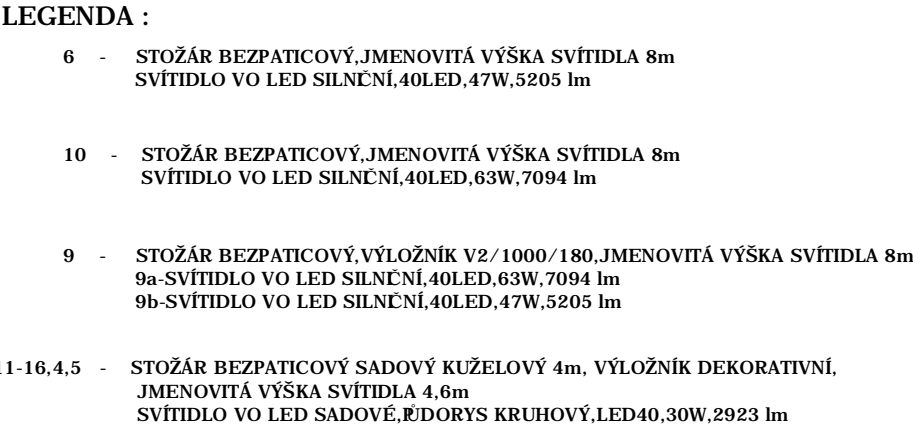 LEGENDA :
6 - STOŽÁR BEZPATICOVÝ,JMENOVITÁ VÝŠKA SVÍTIDLA 8m
SVÍTIDLO VO LED SILNIČNÍ,40LED,47W,5205 lm
10 - STOŽÁR BEZPATICOVÝ,JMENOVITÁ VÝŠKA SVÍTIDLA 8m
SVÍTIDLO VO LED SILNIČNÍ,40LED,63W,7094 lm
9 - STOŽÁR BEZPATICOVÝ,VÝLOŽNÍK V2/1000/180,JMENOVITÁ VÝŠKA SVÍTIDLA 8m
9a-SVÍTIDLO VO LED SILNIČNÍ,40LED,63W,7094 lm
9b-SVÍTIDLO VO LED SILNIČNÍ,40LED,47W,5205 lm
11-16,4,5 - STOŽÁR BEZPATICOVÝ SADOVÝ KUŽELOVÝ 4m, VÝLOŽNÍK DEKORATIVNÍ,
JMENOVITÁ VÝŠKA SVÍTIDLA 4,6m
SVÍTIDLO VO LED SADOVÉ,PŮDORYS KRUHOVÝ,LED40,30W,2923 lm